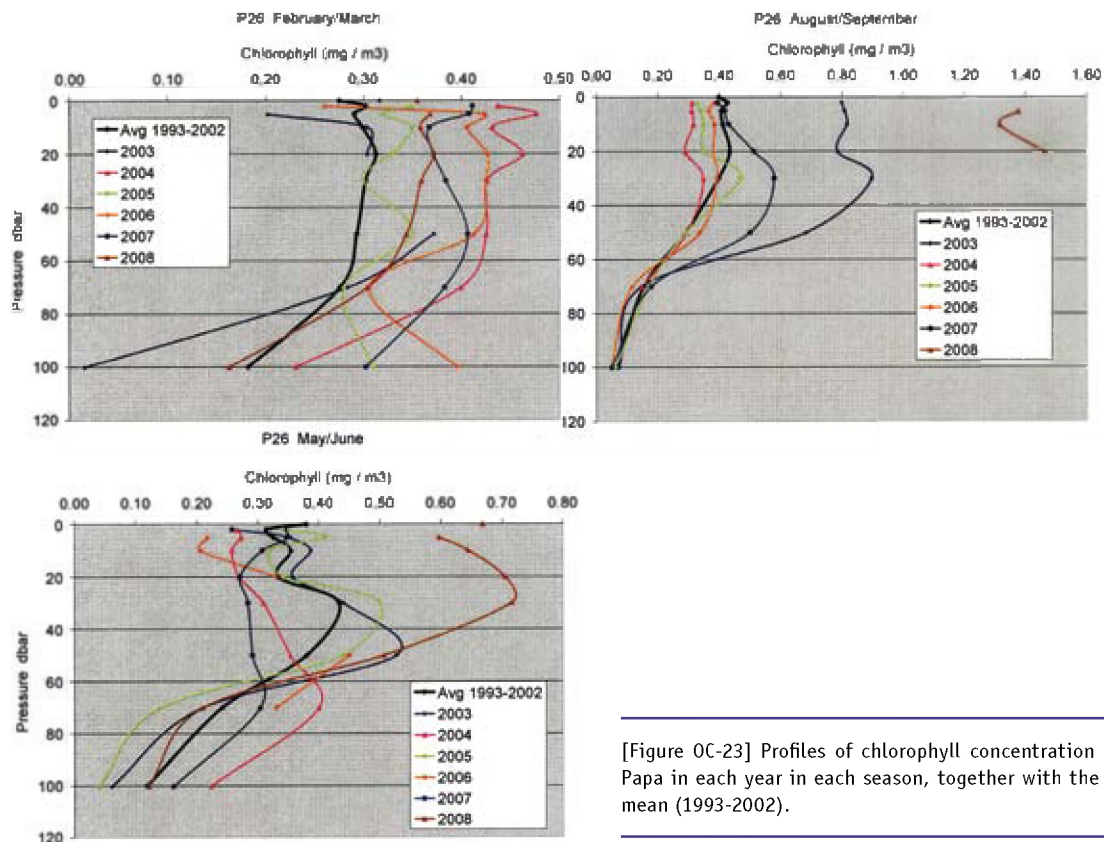 P26 February/March
Chlorophyll (mg / m3)
0.00 0.20 0.30 0.40 0.50
0
20
40
60
80
100
120
Pressure dbar
Avg 1993-2002
2003
2004
2005
2006
2007
2008
P26 August/September
Chlorophyll (mg / m3)
0.00 0.20 0.40 0.60 0.80 1.00 1.20 1.40 1.60
0
20
40
60
80
100
120
Avg 1993-2002
2003
2004
2005
2006
2007
2008
P26 May/June
Chlorophyll (mg / m3)
0.00 0.10 0.20 0.30 0.40 0.50 0.60 0.70 0.80
0
20
40
60
80
100
120
Pressure dbar
Avg 1993-2002
2003
2004
2005
2006
2007
2008
[Figure OC-23] Profiles of chlorophyll concentration
Papa in each year in each season, together with the
mean (1993-2002).